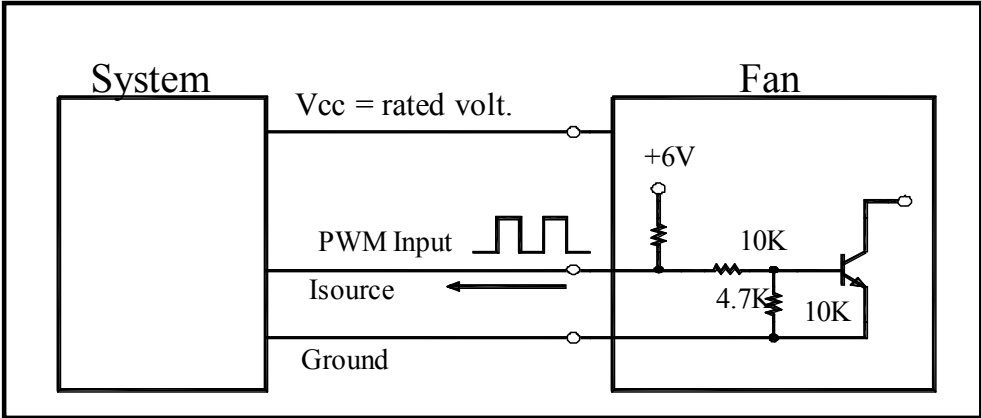 System
Fan
Vcc = rated volt.
+6V
PWM Input
10K
Isource
4.7K
10K
Ground